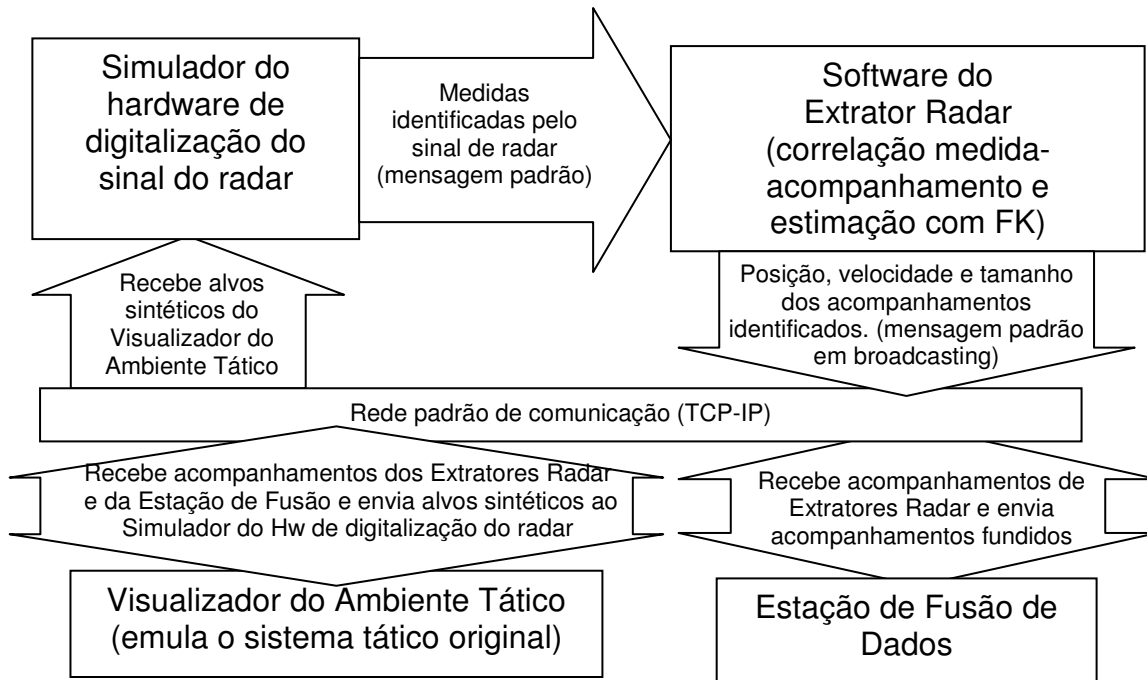 Simulador do
hardware de
digitalização do
sinal do radar
Medidas
identificadas pelo
sinal de radar
(mensagem padrão)
Software do
Extrator Radar
(correlação medida-
acompanhamento e
estimação com FK)
Recebe alvos
sintéticos do
Visualizador do
Ambiente Tático
Posição, velocidade e tamanho
dos acompanhamentos
identificados. (mensagem padrão
em broadcasting)
Rede padrão de comunicação (TCP-IP)
Recebe acompanhamentos dos Extratores Radar
e da Estação de Fusão e envia alvos sintéticos ao
Simulador do Hw de digitalização do radar
Recebe acompanhamentos de
Extratores Radar e envia
acompanhamentos fundidos
Visualizador do Ambiente Tático
(emula o sistema tático original)
Estação de Fusão de
Dados